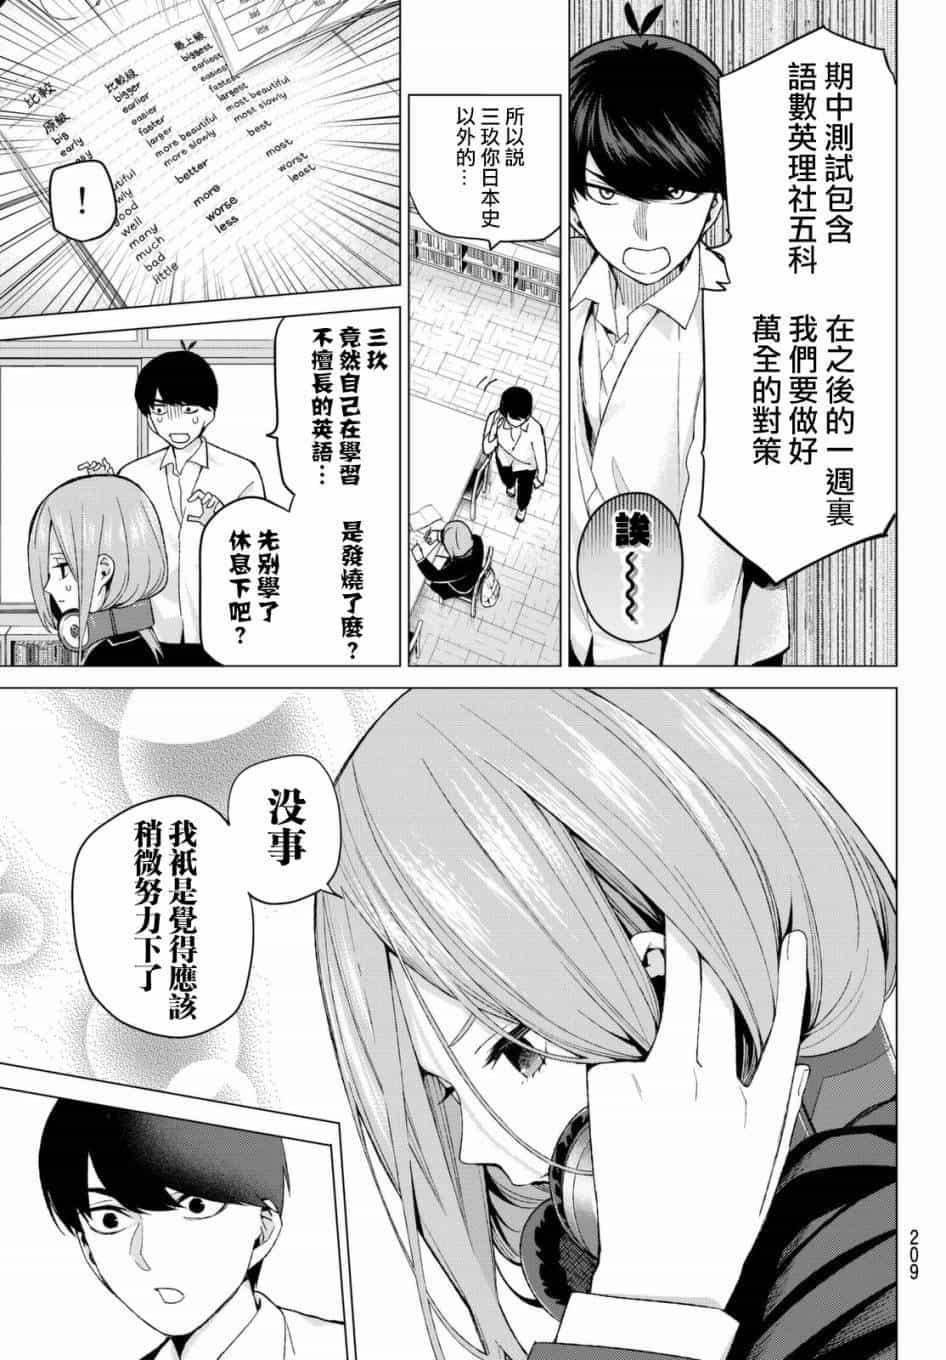 期中測試包含
語數英理社五科
在之後的一週裏
我們要做好
萬全的對策
誒~~~~
所以說
三玖你日本史
以外的…
比較
原級
比較級
最上級
big
bigger
biggest
early
earlier
earliest
easier
easiest
faster
fastest
larger
largest
more beautiful
most beautiful
more slowly
most slowly
good
better
best
well
many
more
most
much
bad
worse
worst
little
less
least
！
三玖
竟然自己在學習
不擅長的英語…
是發燒了麼?
先别學了
休息下吧?
没事
我衹是覺得應該
稍微努力下了
209